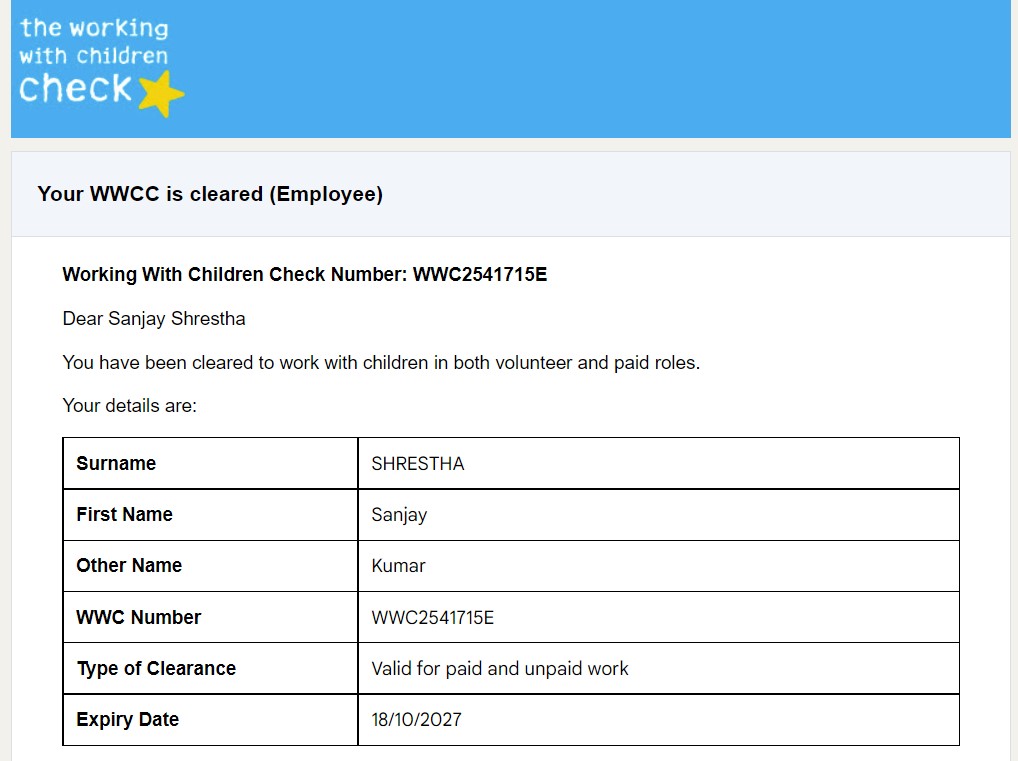 the working
with children
check
Your WWCC is cleared (Employee)
Working With Children Check Number: WWC2541715E
Dear Sanjay Shrestha
You have been cleared to work with children in both volunteer and paid roles.
Your details are:
Surname SHRESTHA
First Name Sanjay
Other Name Kumar
WWC Number WWC2541715E
Type of Clearance Valid for paid and unpaid work
Expiry Date 18/10/2027